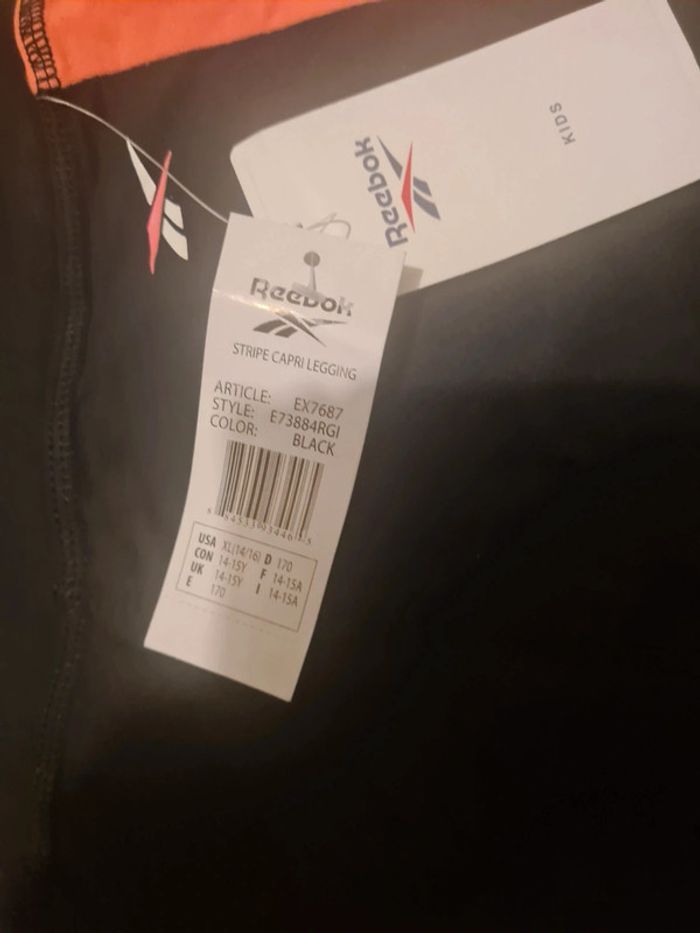 KIDS
Reebok
Reebok
STRIPE CAPRI LEGGING
ARTICLE: EX7687
STYLE: E73884RGI
COLOR: BLACK
USA XL(14/16) D 170
CON 14-15Y F 14-15A
UK 14-15Y I 14-15A
E 170